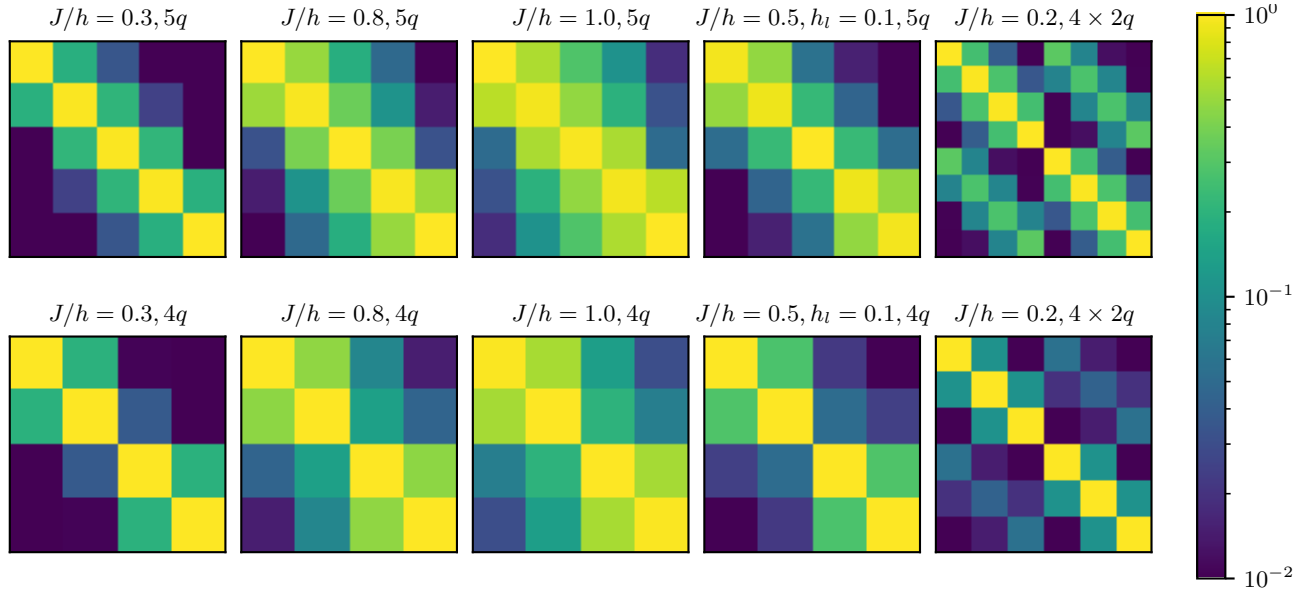 J/h = 0.3, 5q
J/h = 0.8, 5q
J/h = 1.0, 5q
J/h = 0.5, h_l = 0.1, 5q
J/h = 0.2, 4 × 2q
10^0
10^{-1}
10^{-2}
J/h = 0.3, 4q
J/h = 0.8, 4q
J/h = 1.0, 4q
J/h = 0.5, h_l = 0.1, 4q
J/h = 0.2, 4 × 2q